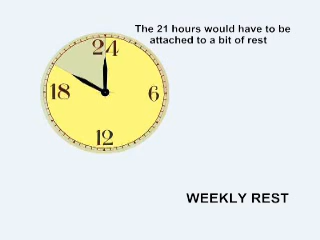 The 21 hours would have to be
attached to a bit of rest
24
18
6
12
WEEKLY REST